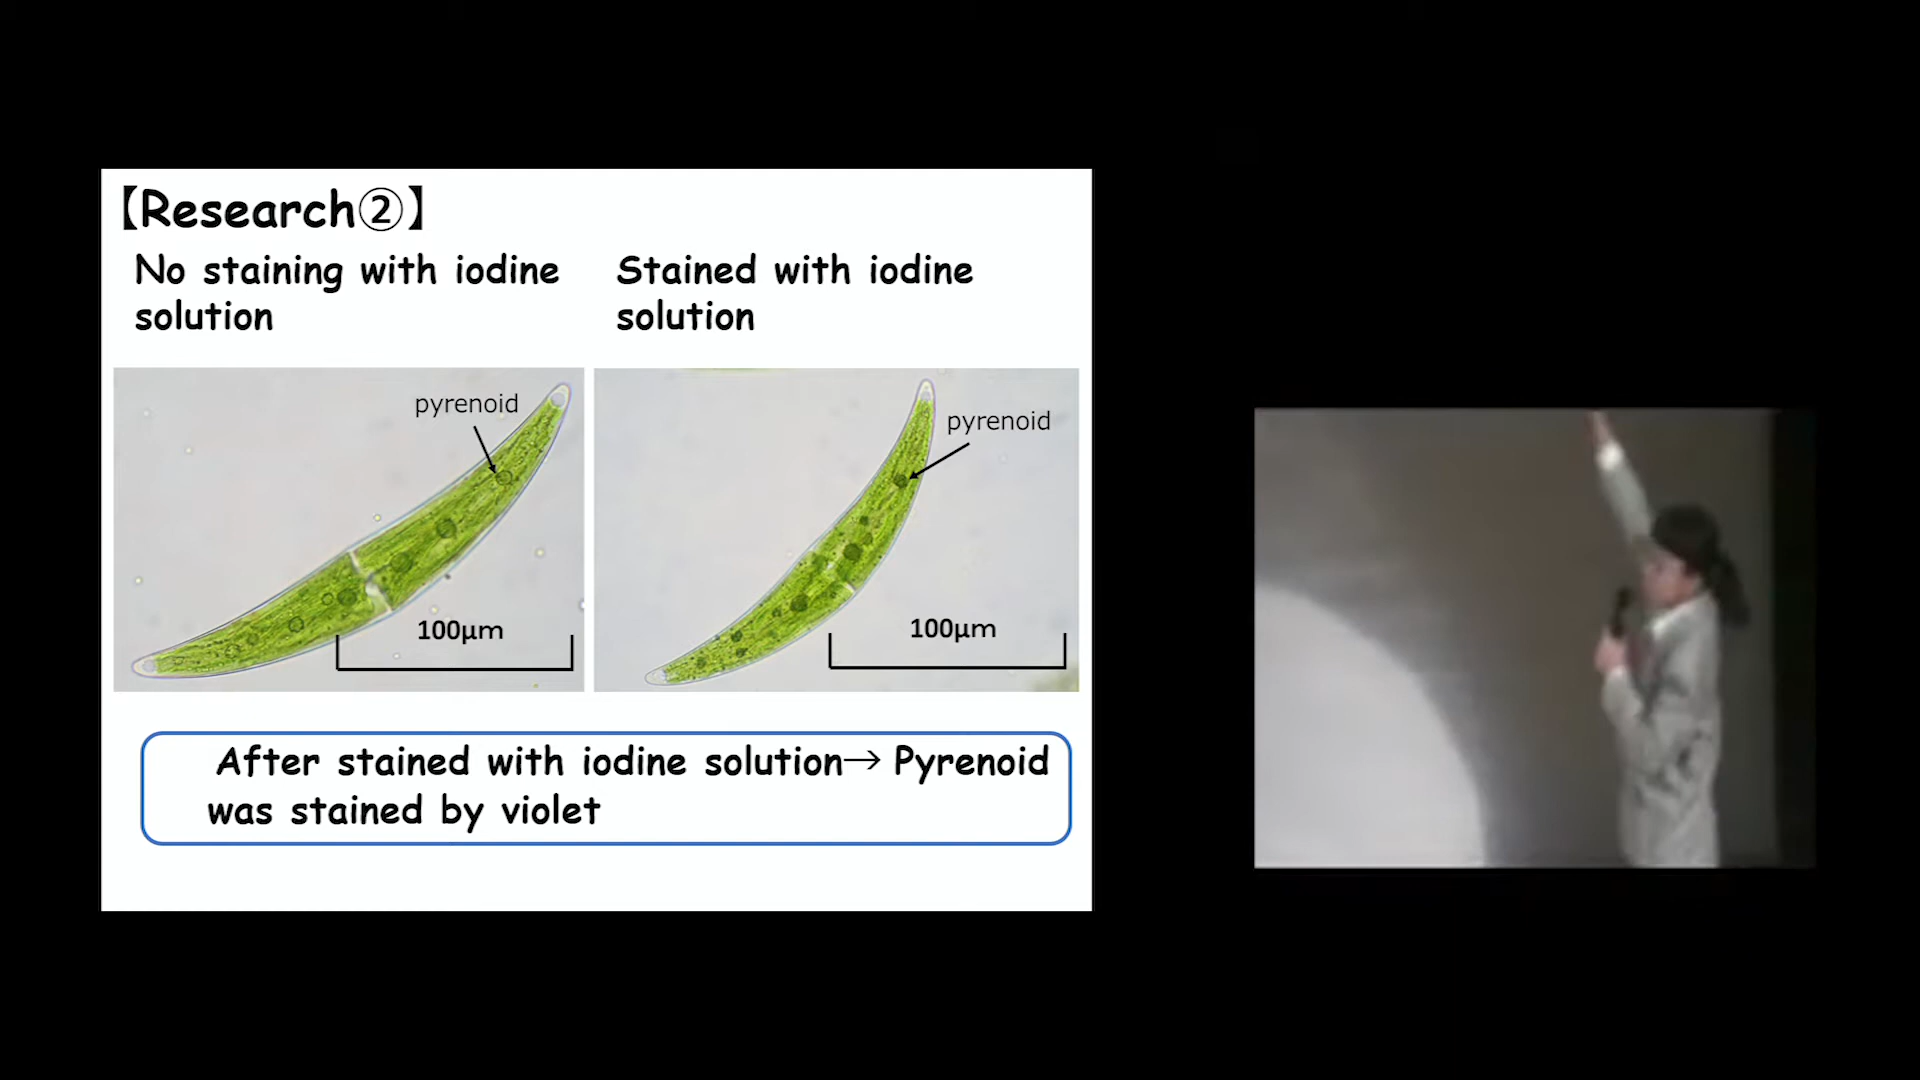 【Research②】
No staining with iodine
solution
Stained with iodine
solution
pyrenoid
100μm
pyrenoid
100μm
After stained with iodine solution→ Pyrenoid
was stained by violet